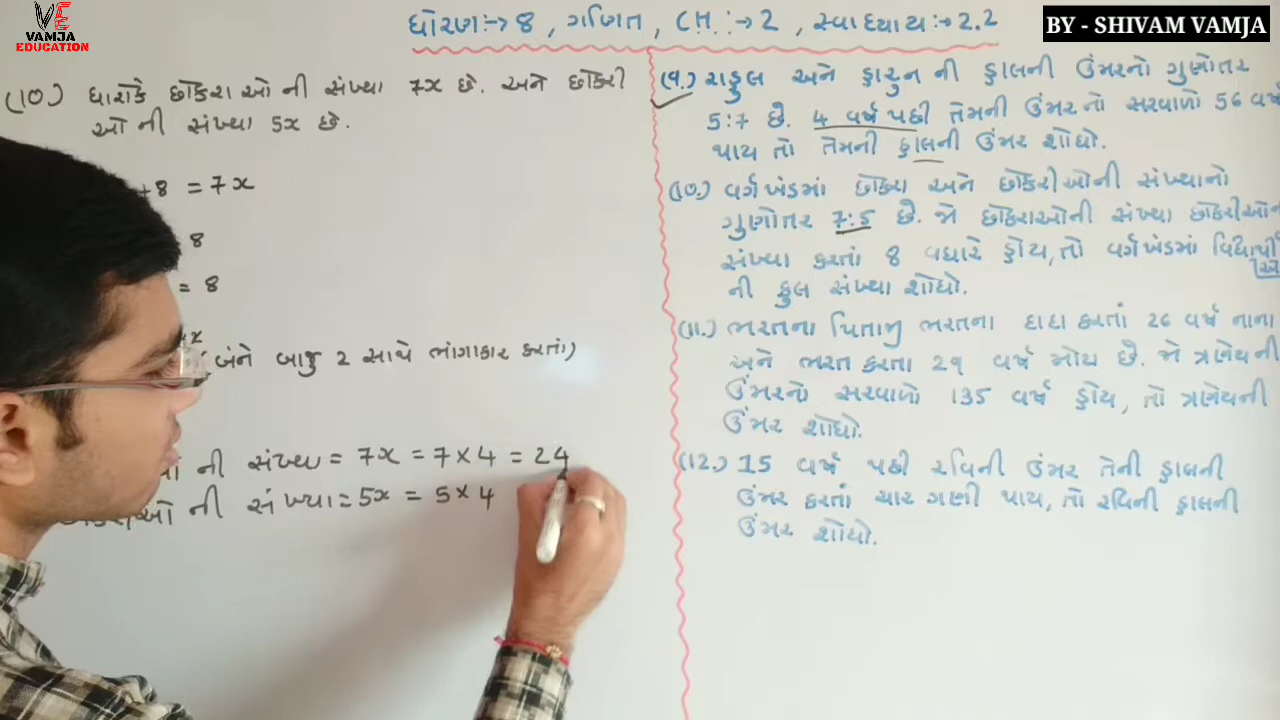 VE
VAMJA
EDUCATION
ધોરણ:→8 , ગણિત , CH.:→2 , સ્વાધ્યાય:→2.2
BY - SHIVAM VAMJA
(10) ધારોકે છોકરાઓ ની સંખ્યા 7x છે. અને છોકરી
ઓ ની સંખ્યા 5x છે.
+8 = 7x
8
= 8
x
બંને બાજુ 2 સાથે ભાગાકાર કરતાં)
ની સંખ્યા = 7x = 7×4 = 24
ઓ ની સંખ્યા = 5x = 5×4
(9.) રાહુલ અને હારુન ની હાલની ઉંમરનો ગુણોતર
5:7 છે. 4 વર્ષ પછી તેમની ઉંમર નો સરવાળો 56 વર્ષ
થાય તો તેમની હાલની ઉંમર શોધો.
(10.) વર્ગખંડમાં છોકરા અને છોકરીઓની સંખ્યાનો
ગુણોતર 7:5 છે. જો છોકરાઓની સંખ્યા છોકરીઓની
સંખ્યા કરતાં 8 વધારે હોય, તો વર્ગખંડમાં વિદ્યાર્થી
ઓ
ની કુલ સંખ્યા શોધો.
(11.) ભરતના પિતાજી ભરતના દાદા કરતાં 26 વર્ષ નાના
અને ભરત કરતા 29 વર્ષ મોટા છે. જો ત્રણેયની
ઉંમરનો સરવાળો 135 વર્ષ હોય, તો ત્રણેયની
ઉંમર શોધો.
(12.) 15 વર્ષ પછી રવિની ઉંમર તેની હાલની
ઉંમર કરતાં ચાર ગણી થાય, તો રવિની હાલની
ઉંમર શોધો.